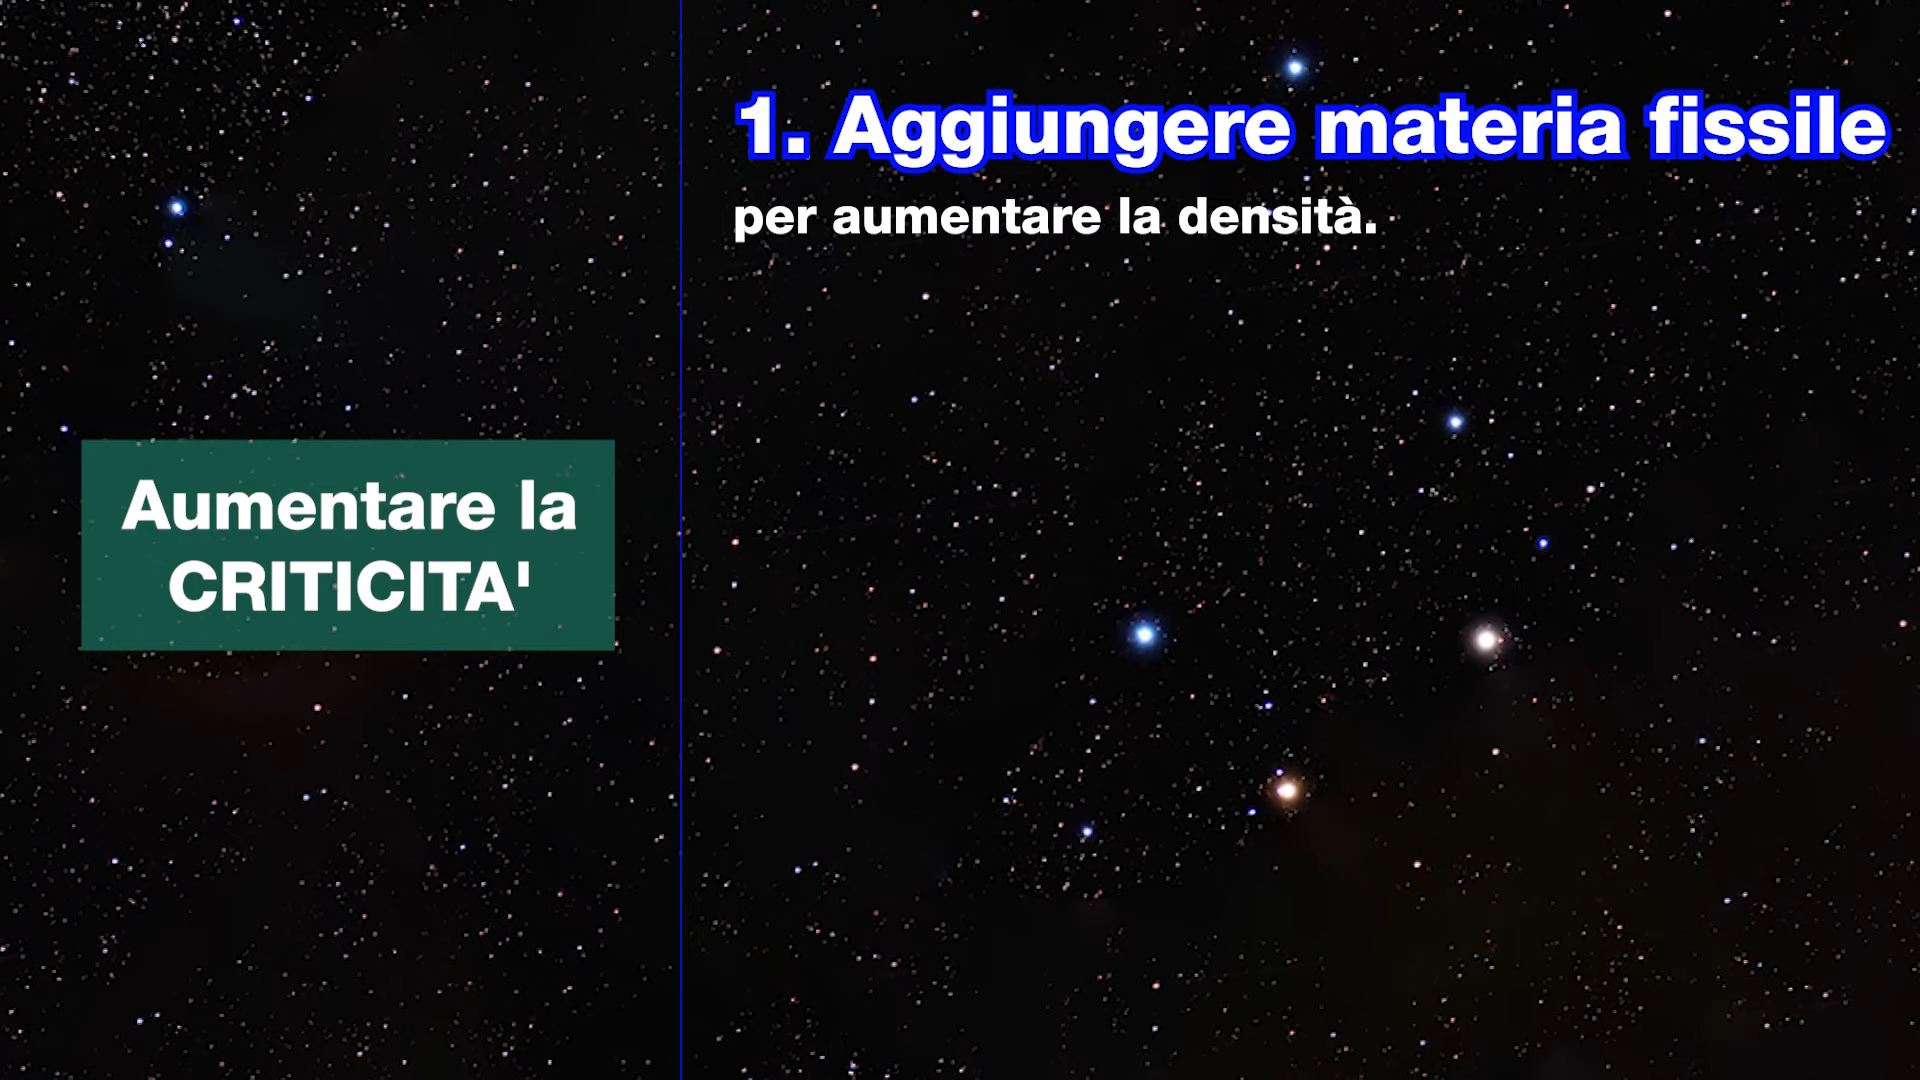 1. Aggiungere materia fissile
per aumentare la densità.
Aumentare la
CRITICITA'